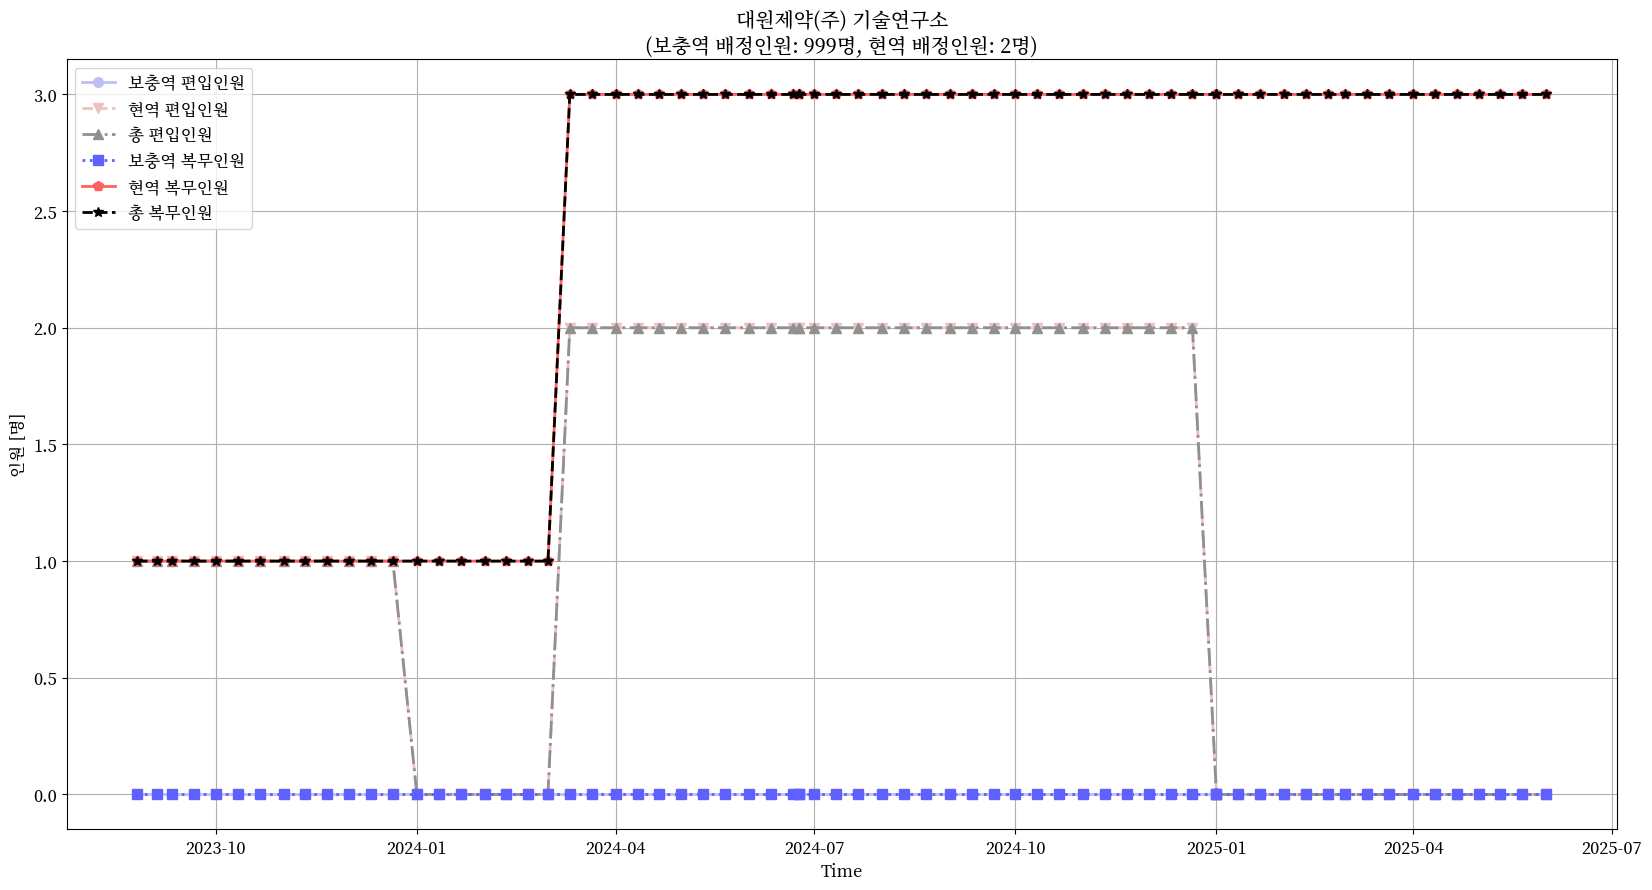 대원제약(주) 기술연구소
(보충역 배정인원: 999명, 현역 배정인원: 2명)
보충역 편입인원
현역 편입인원
총 편입인원
보충역 복무인원
현역 복무인원
총 복무인원
3.0
2.5
2.0
1.5
1.0
0.5
0.0
인원 [명]
2023-10
2024-01
2024-04
2024-07
2024-10
2025-01
2025-04
2025-07
Time